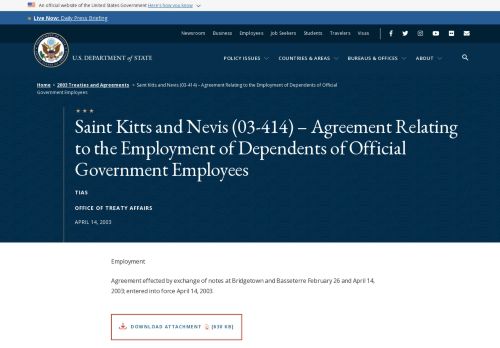 An official website of the United States Government Here's how you know
Live Now: Daily Press Briefing
Newsroom Business Employees Job Seekers Students Travelers Visas
U.S. DEPARTMENT of STATE
POLICY ISSUES COUNTRIES & AREAS BUREAUS & OFFICES ABOUT
Home > 2003 Treaties and Agreements > Saint Kitts and Nevis (03-414) – Agreement Relating to the Employment of Dependents of Official
Government Employees
Saint Kitts and Nevis (03-414) – Agreement Relating
to the Employment of Dependents of Official
Government Employees
TIAS
OFFICE OF TREATY AFFAIRS
APRIL 14, 2003
Employment
Agreement effected by exchange of notes at Bridgetown and Basseterre February 26 and April 14,
2003; entered into force April 14, 2003.
DOWNLOAD ATTACHMENT [630 KB]